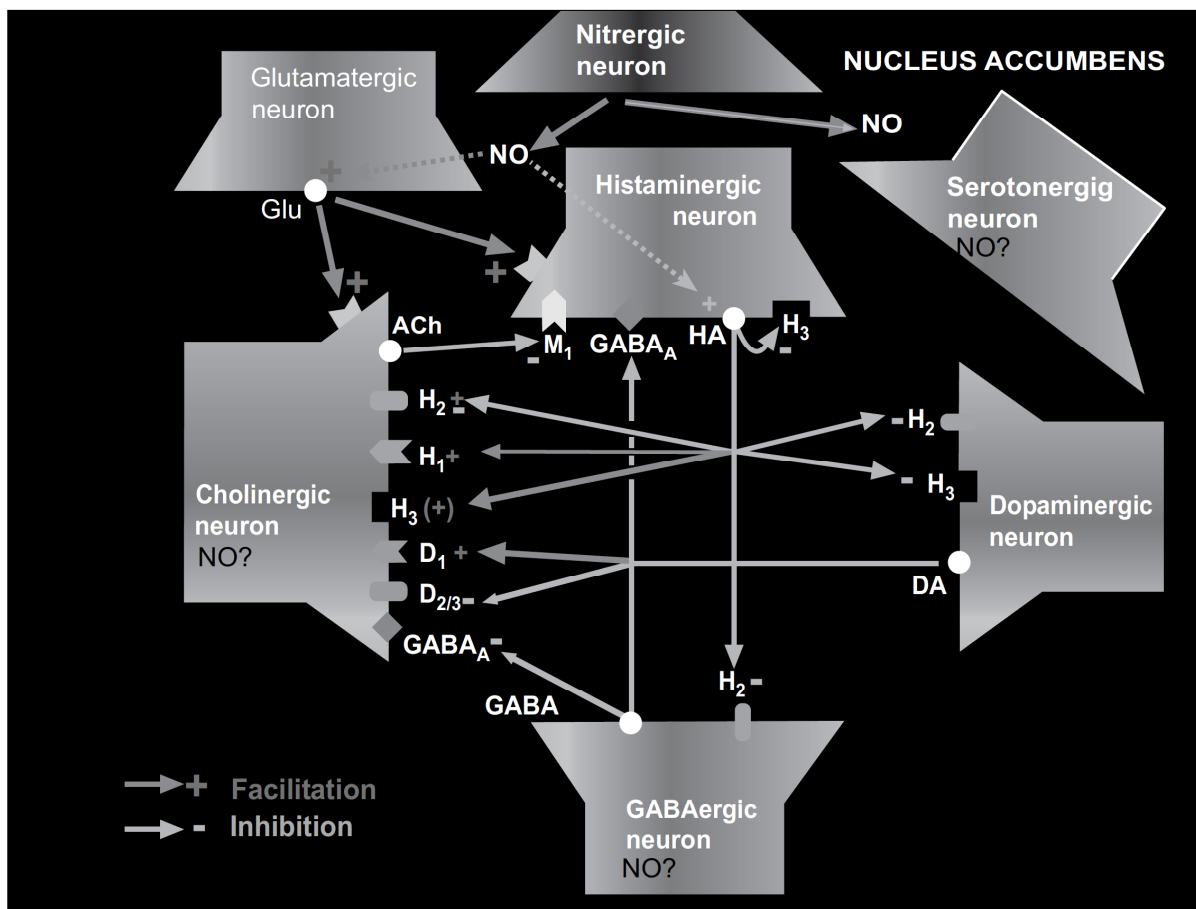 Nitrergic
neuron
NUCLEUS ACCUMBENS
Glutamatergic
neuron
NO
NO
+
Histaminergic
neuron
Serotonergig
neuron
NO?
Glu
+
+
+
ACh
- M1
GABAA
HA
H3
-
H2 ±
-H2
H1+
- H3 -
Cholinergic
neuron
NO?
H3 (+)
Dopaminergic
neuron
D1 +
DA
D2/3-
GABAA-
H2 -
GABA
+ Facilitation
- Inhibition
GABAergic
neuron
NO?